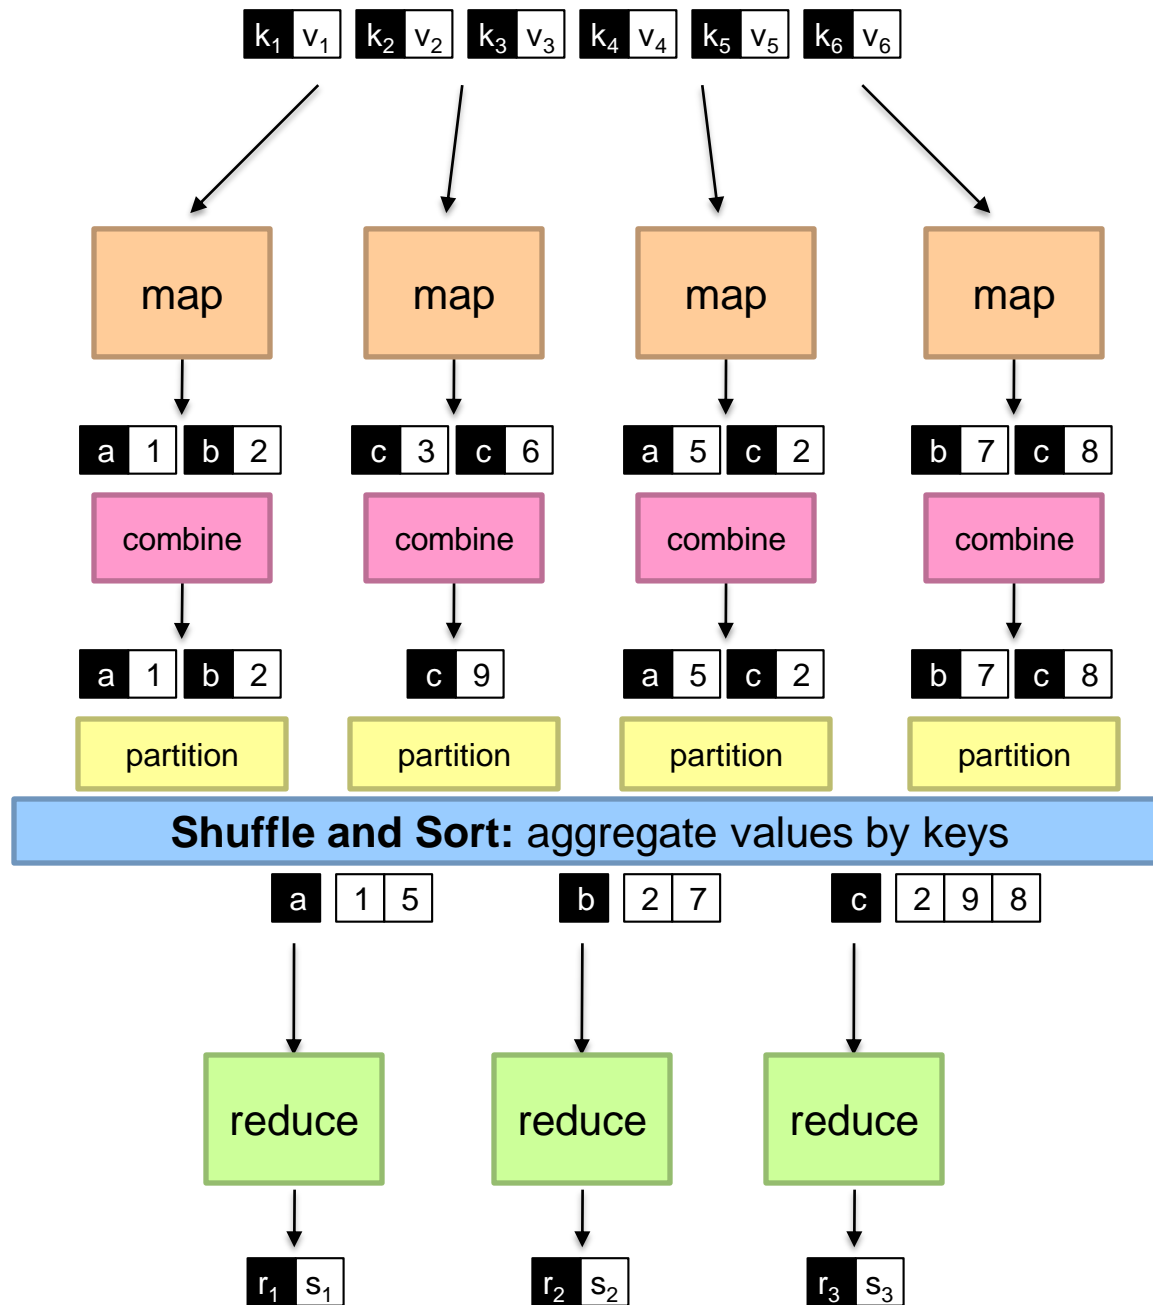 k1 v1 k2 v2 k3 v3 k4 v4 k5 v5 k6 v6
map map map map
a 1 b 2 c 3 c 6 a 5 c 2 b 7 c 8
combine combine combine combine
a 1 b 2 c 9 a 5 c 2 b 7 c 8
partition partition partition partition
Shuffle and Sort: aggregate values by keys
a 1 5 b 2 7 c 2 9 8
reduce reduce reduce
r1 s1 r2 s2 r3 s3